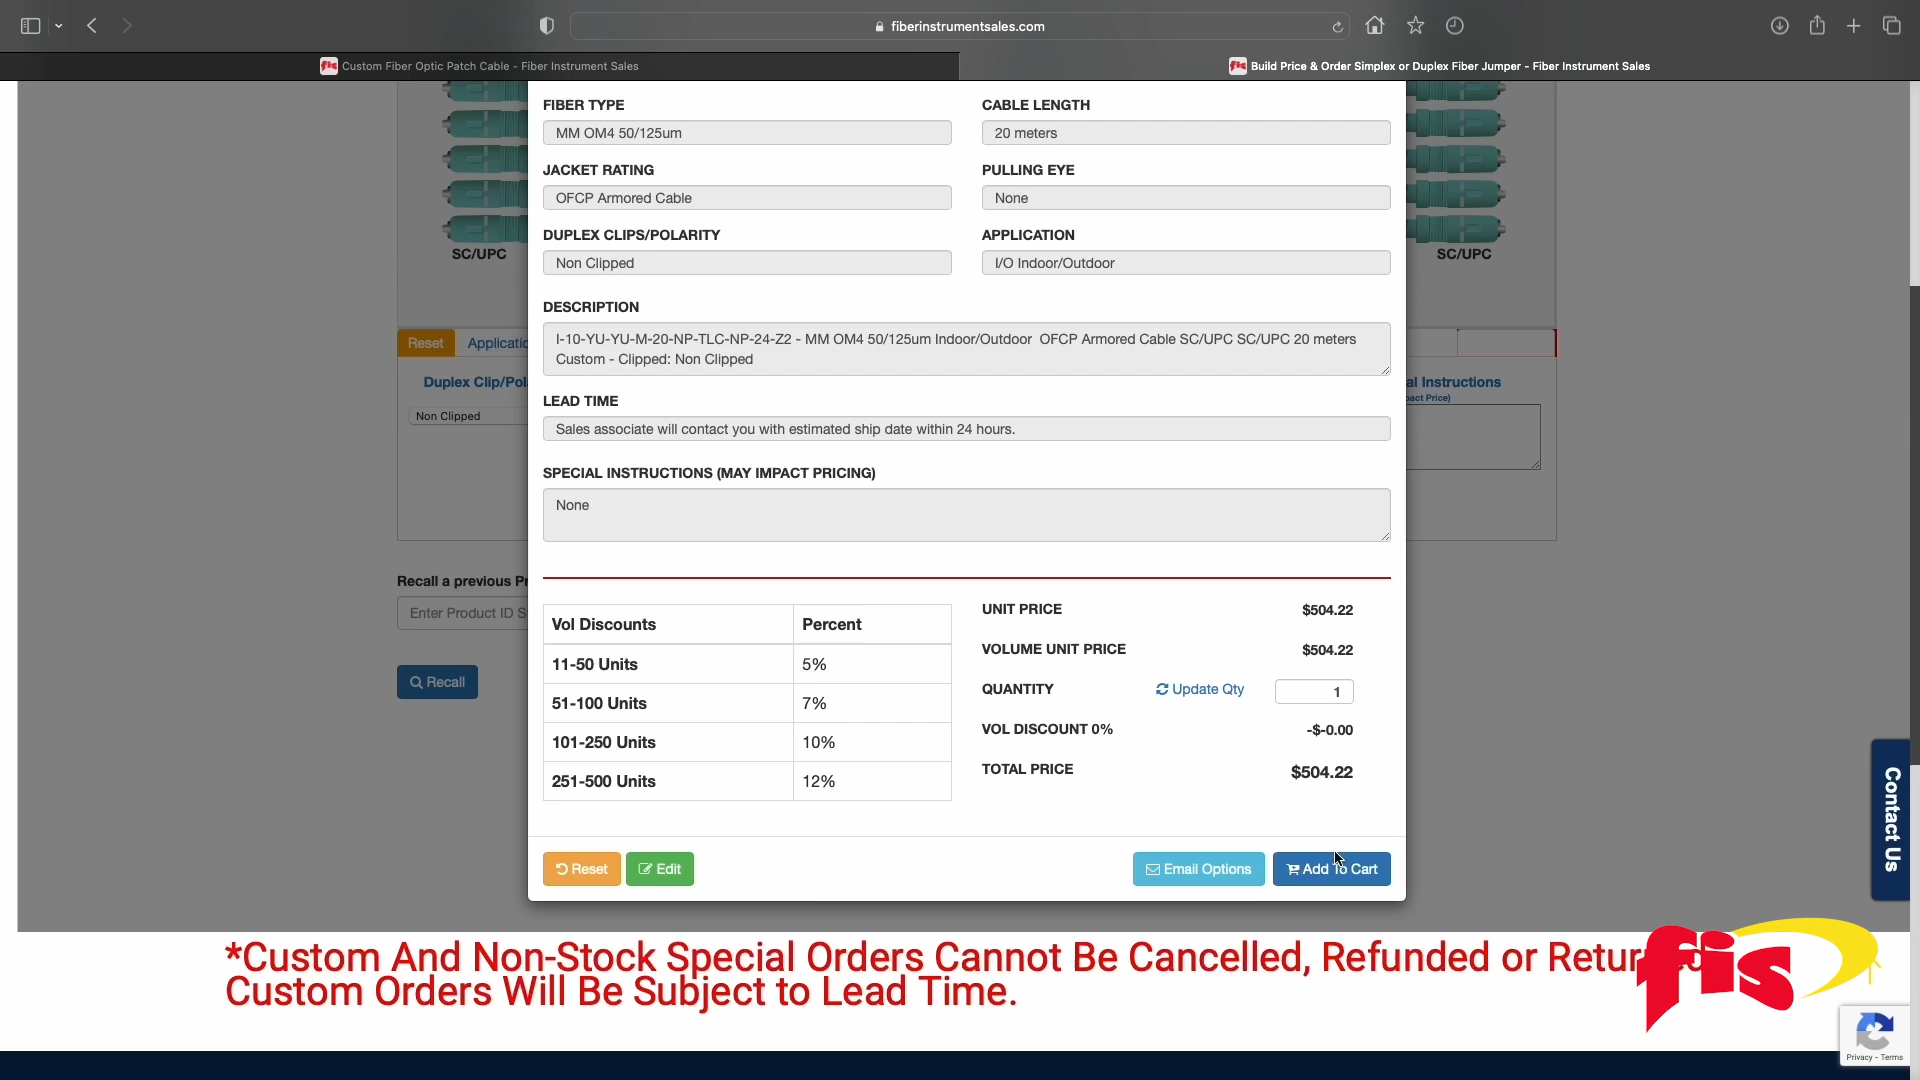 fiberinstrumentsales.com
fis Custom Fiber Optic Patch Cable - Fiber Instrument Sales
fis Build Price & Order Simplex or Duplex Fiber Jumper - Fiber Instrument Sales
FIBER TYPE
MM OM4 50/125um
CABLE LENGTH
20 meters
JACKET RATING
OFCP Armored Cable
PULLING EYE
None
DUPLEX CLIPS/POLARITY
Non Clipped
APPLICATION
I/O Indoor/Outdoor
SC/UPC
SC/UPC
DESCRIPTION
I-10-YU-YU-M-20-NP-TLC-NP-24-Z2 - MM OM4 50/125um Indoor/Outdoor OFCP Armored Cable SC/UPC SC/UPC 20 meters
Custom - Clipped: Non Clipped
Reset
Applicatio
Duplex Clip/Pol
Non Clipped
al Instructions
pact Price)
LEAD TIME
Sales associate will contact you with estimated ship date within 24 hours.
SPECIAL INSTRUCTIONS (MAY IMPACT PRICING)
None
Recall a previous Pr
Enter Product ID S
Recall
Vol Discounts Percent
11-50 Units 5%
51-100 Units 7%
101-250 Units 10%
251-500 Units 12%
UNIT PRICE $504.22
VOLUME UNIT PRICE $504.22
QUANTITY Update Qty 1
VOL DISCOUNT 0% -$-0.00
TOTAL PRICE $504.22
Reset
Edit
Email Options
Add To Cart
Contact Us
*Custom And Non-Stock Special Orders Cannot Be Cancelled, Refunded or Retur
Custom Orders Will Be Subject to Lead Time.
fis
Privacy - Terms